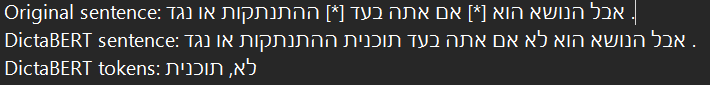 Original sentence: אבל הנושא הוא [*] אם אתה בעד [*] ההתנתקות או נגד .
DictaBERT sentence: אבל הנושא הוא לא אם אתה בעד תוכנית ההתנתקות או נגד .
DictaBERT tokens: לא, תוכנית